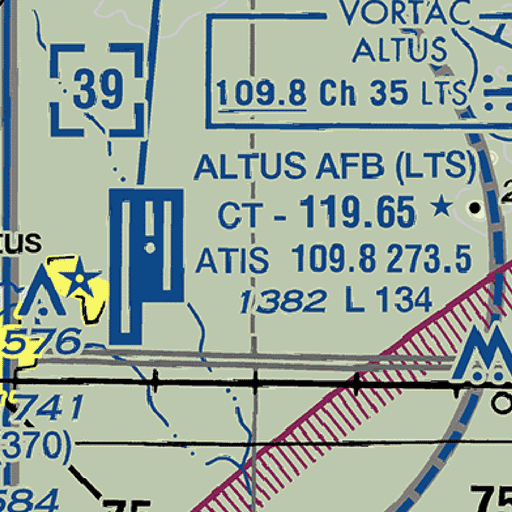 VORTAC
ALTUS
109.8 Ch 35 LTS
39
ALTUS AFB (LTS)
CT - 119.65 ★
ATIS 109.8 273.5
1382 L 134
tus
576
741
370)
584
75
75